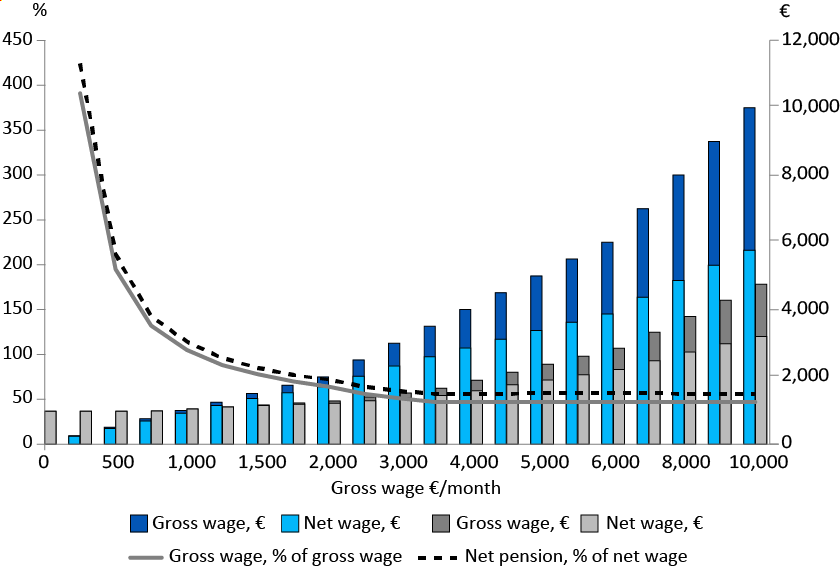 % €
450 12,000
400 10,000
350
300 8,000
250
200 6,000
150 4,000
100 2,000
50
0 0
0 500 1,000 1,500 2,000 3,000 4,000 5,000 6,000 8,000 10,000
Gross wage €/month
Gross wage, € Net wage, € Gross wage, € Net wage, €
Gross wage, % of gross wage Net pension, % of net wage